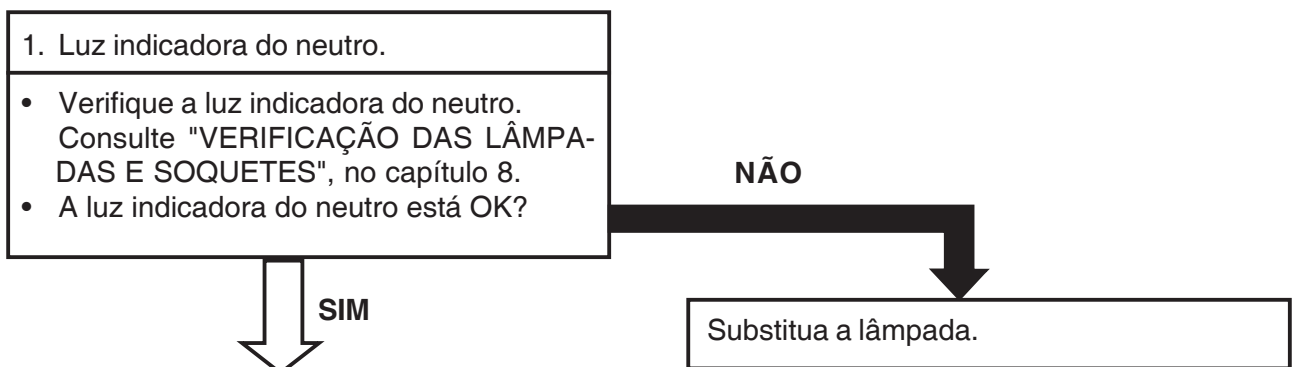 1. Luz indicadora do neutro.
• Verifique a luz indicadora do neutro.
Consulte "VERIFICAÇÃO DAS LÂMPA-
DAS E SOQUETES", no capítulo 8.
• A luz indicadora do neutro está OK?
NÃO
SIM
Substitua a lâmpada.